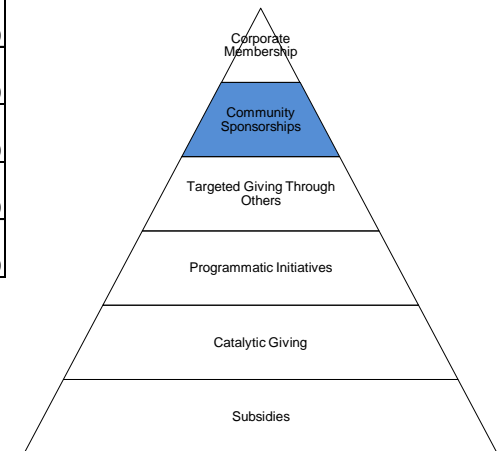 Corporate
Membership
Community
Sponsorships
Targeted Giving Through
Others
Programmatic Initiatives
Catalytic Giving
Subsidies